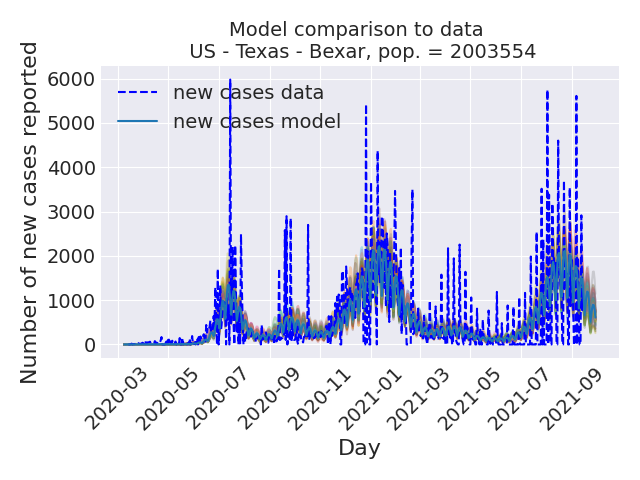 Model comparison to data
US - Texas - Bexar, pop. = 2003554
Number of new cases reported
6000
5000
4000
3000
2000
1000
0
new cases data
new cases model
2020-03
2020-05
2020-07
2020-09
2020-11
2021-01
2021-03
2021-05
2021-07
2021-09
Day